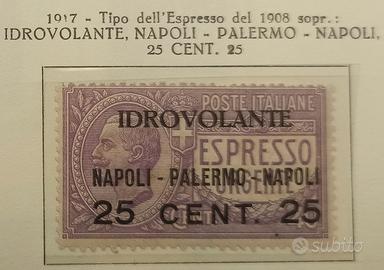 1917 - Tipo dell'Espresso del 1908 sopr.:
IDROVOLANTE, NAPOLI - PALERMO - NAPOLI,
25 CENT. 25
POSTE ITALIANE
IDROVOLANTE
ESPRESSO
NAPOLI - PALERMO - NAPOLI
URGENTE
25 CENT. 25
subito